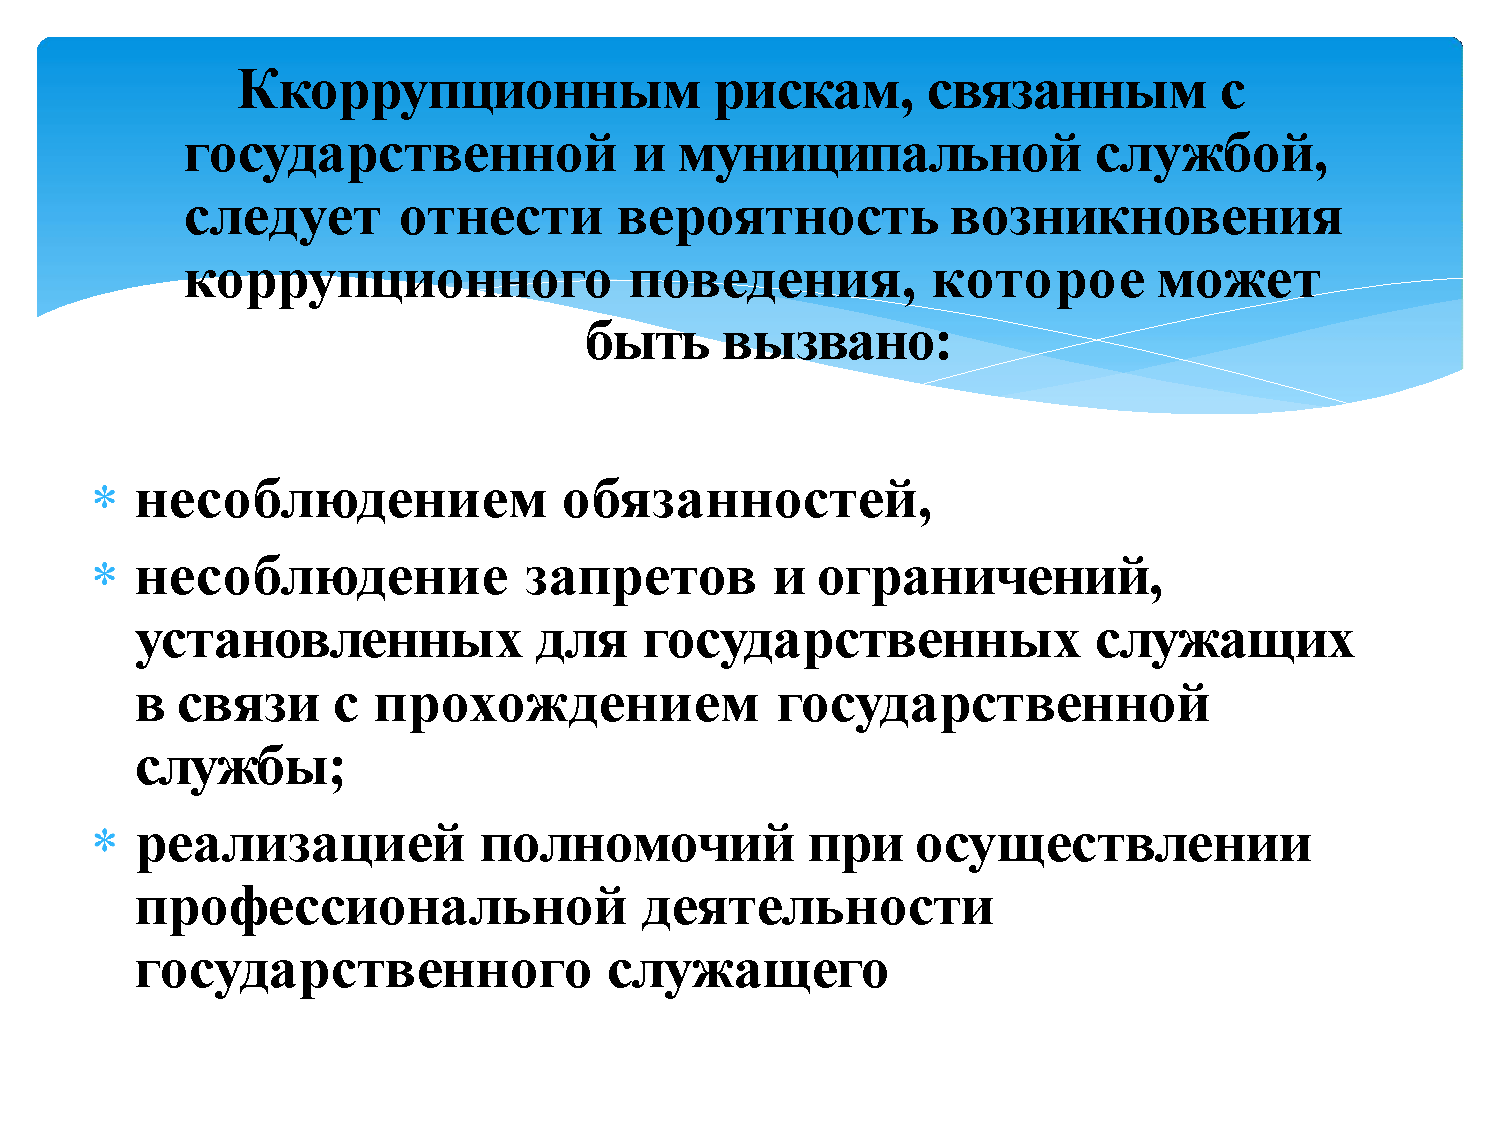 Ккоррупционным рискам, связанным с
государственной и муниципальной службой,
следует отнести вероятность возникновения
коррупционного поведения, которое может
быть вызвано:
* несоблюдением обязанностей,
* несоблюдение запретов и ограничений,
установленных для государственных служащих
в связи с прохождением государственной
службы;
* реализацией полномочий при осуществлении
профессиональной деятельности
государственного служащего